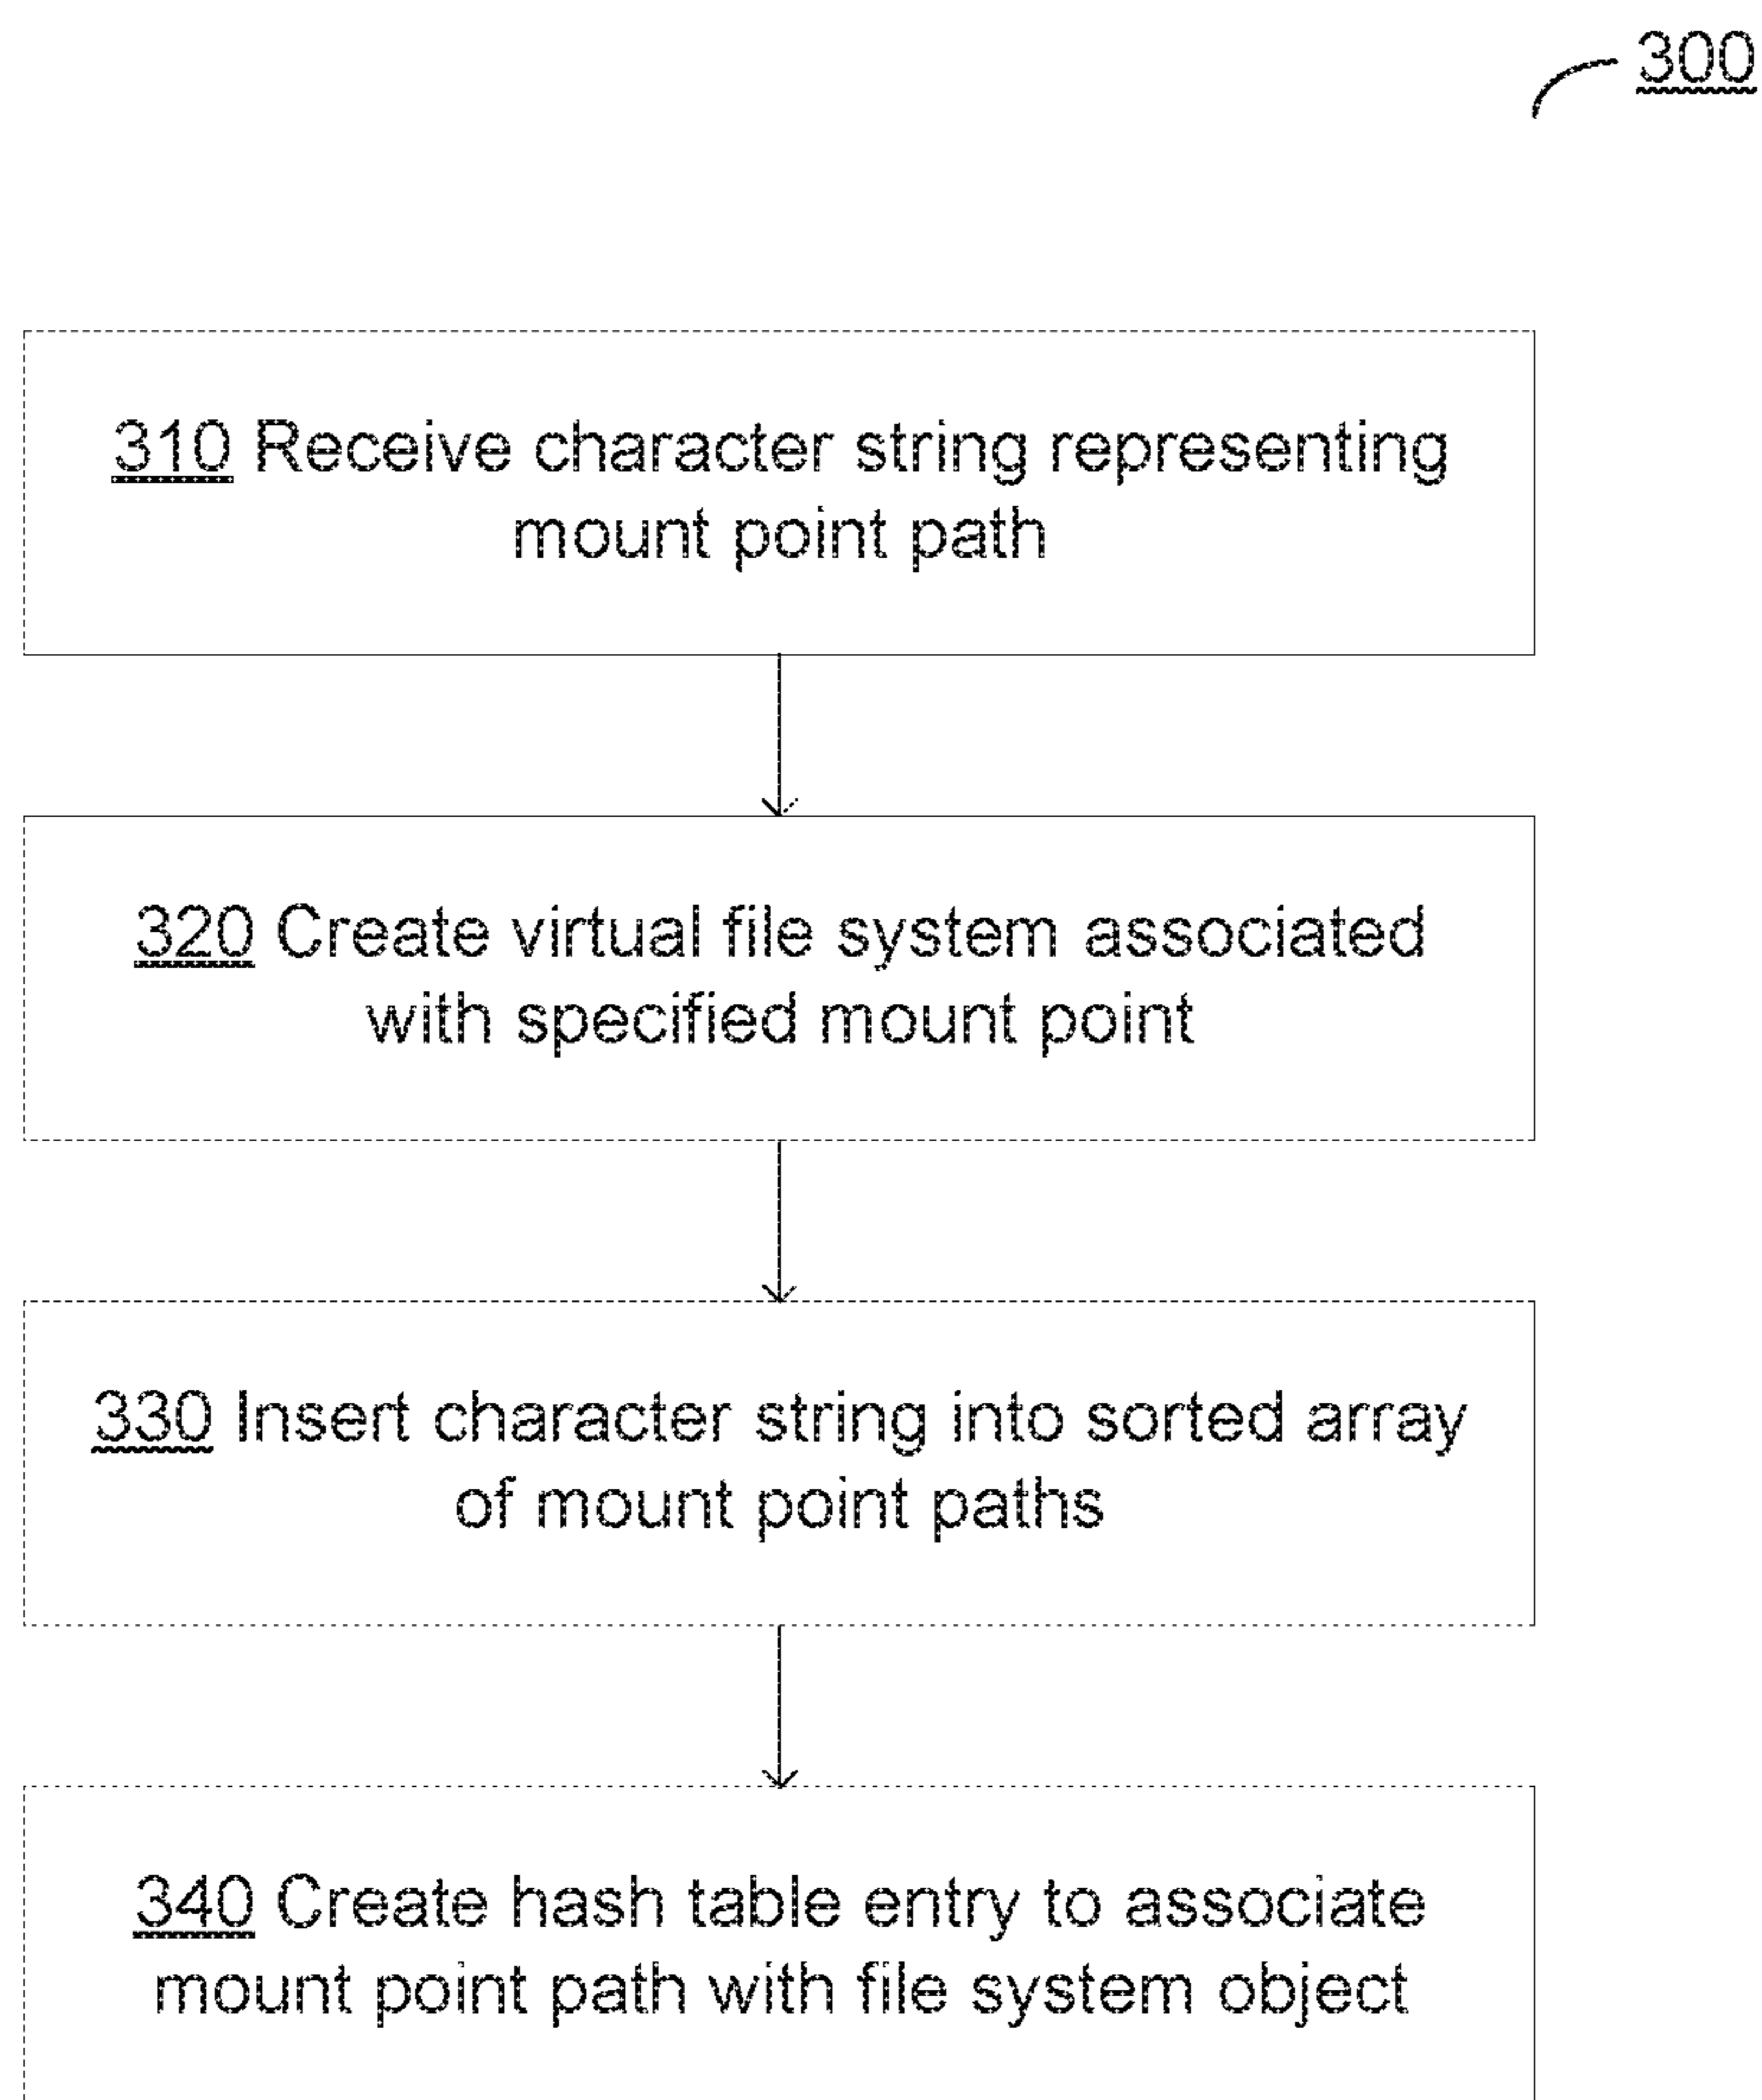 300
310 Receive character string representing
mount point path
320 Create virtual file system associated
with specified mount point
330 Insert character string into sorted array
of mount point paths
340 Create hash table entry to associate
mount point path with file system object